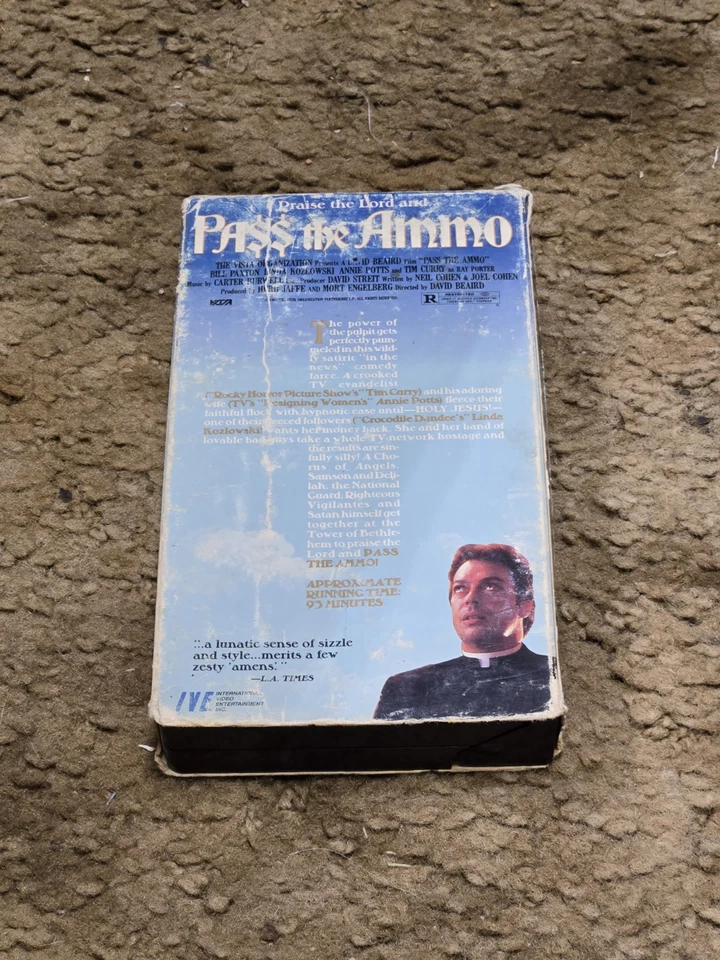 Praise the Lord and...
PA$$ the Ammo
THE VISTA ORGANIZATION Presents A DAVID BEAIRD Film "PASS THE AMMO"
BILL PAXTON LINDA KOZLOWSKI ANNIE POTTS and TIM CURRY as RAY PORTER
Music by CARTER BURWELL Producer DAVID STREIT Written by NEIL COHEN & JOEL COHEN
Produced by HERB JAFFE AND MORT ENGELBERG Directed by DAVID BEAIRD
R RESTRICTED
The power of
the pulpit gets
perfectly pum-
meled in this wild-
ly satiric "in the
news" comedy
farce. A crooked
TV evangelist
("Rocky Horror Picture Show's" Tim Curry) and his adoring
wife (TV's "Designing Women's" Annie Potts) fleece their
faithful flock with hypnotic ease until—HOLY JESUS!—
one of their fleeced followers ("Crocodile Dundee's" Linda
Kozlowski) wants her money back. She and her band of
lovable bad guys take a whole TV network hostage and
the results are sin-
fully silly! A Cho-
rus of Angels,
Samson and Deli-
lah, the National
Guard, Righteous
Vigilantes and
Satan himself get
together at the
Tower of Bethle-
hem to praise the
Lord and PASS
THE AMMO!
APPROXIMATE
RUNNING TIME:
93 MINUTES
"...a lunatic sense of sizzle
and style...merits a few
zesty 'amens.'"
—L.A. TIMES
IVE INTERNATIONAL
VIDEO
ENTERTAINMENT
INC.